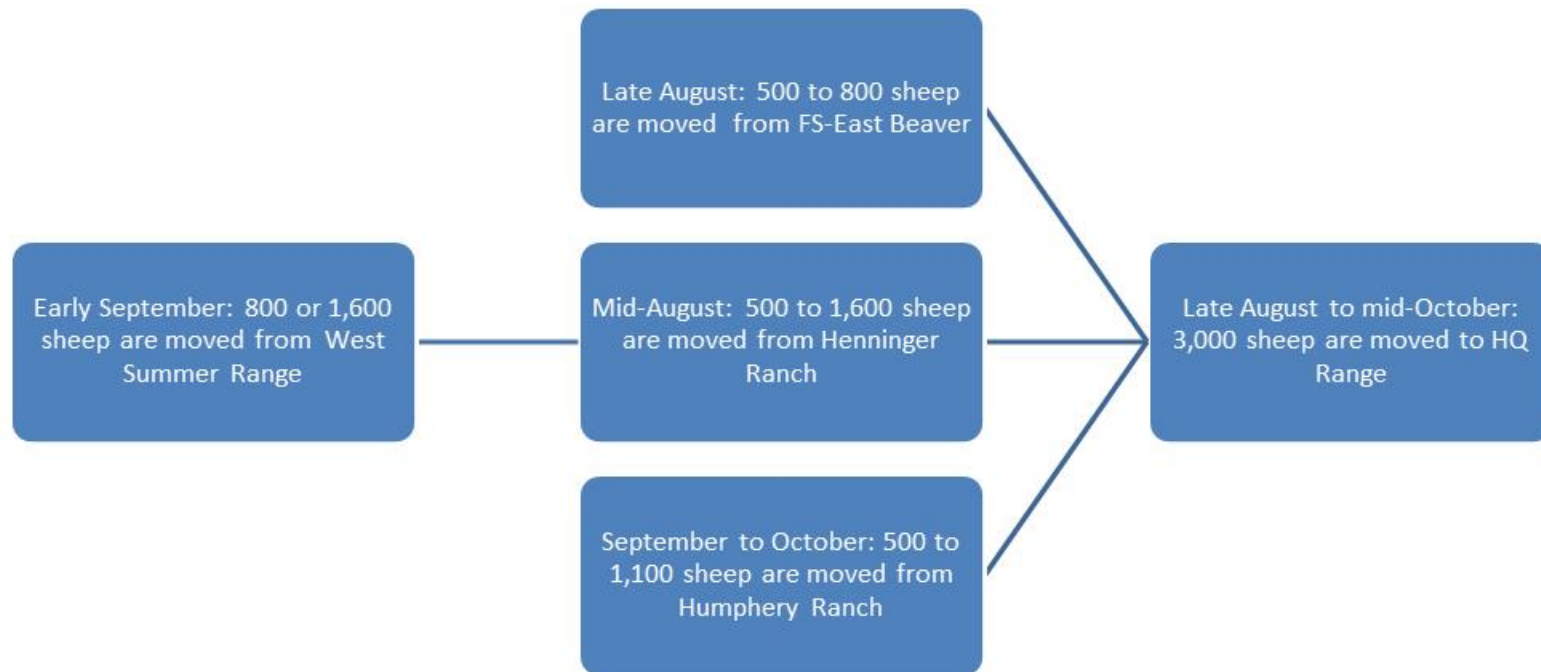 Late August: 500 to 800 sheep
are moved from FS-East Beaver
Early September: 800 or 1,600
sheep are moved from West
Summer Range
Mid-August: 500 to 1,600 sheep
are moved from Henninger
Ranch
Late August to mid-October:
3,000 sheep are moved to HQ
Range
September to October: 500 to
1,100 sheep are moved from
Humphery Ranch